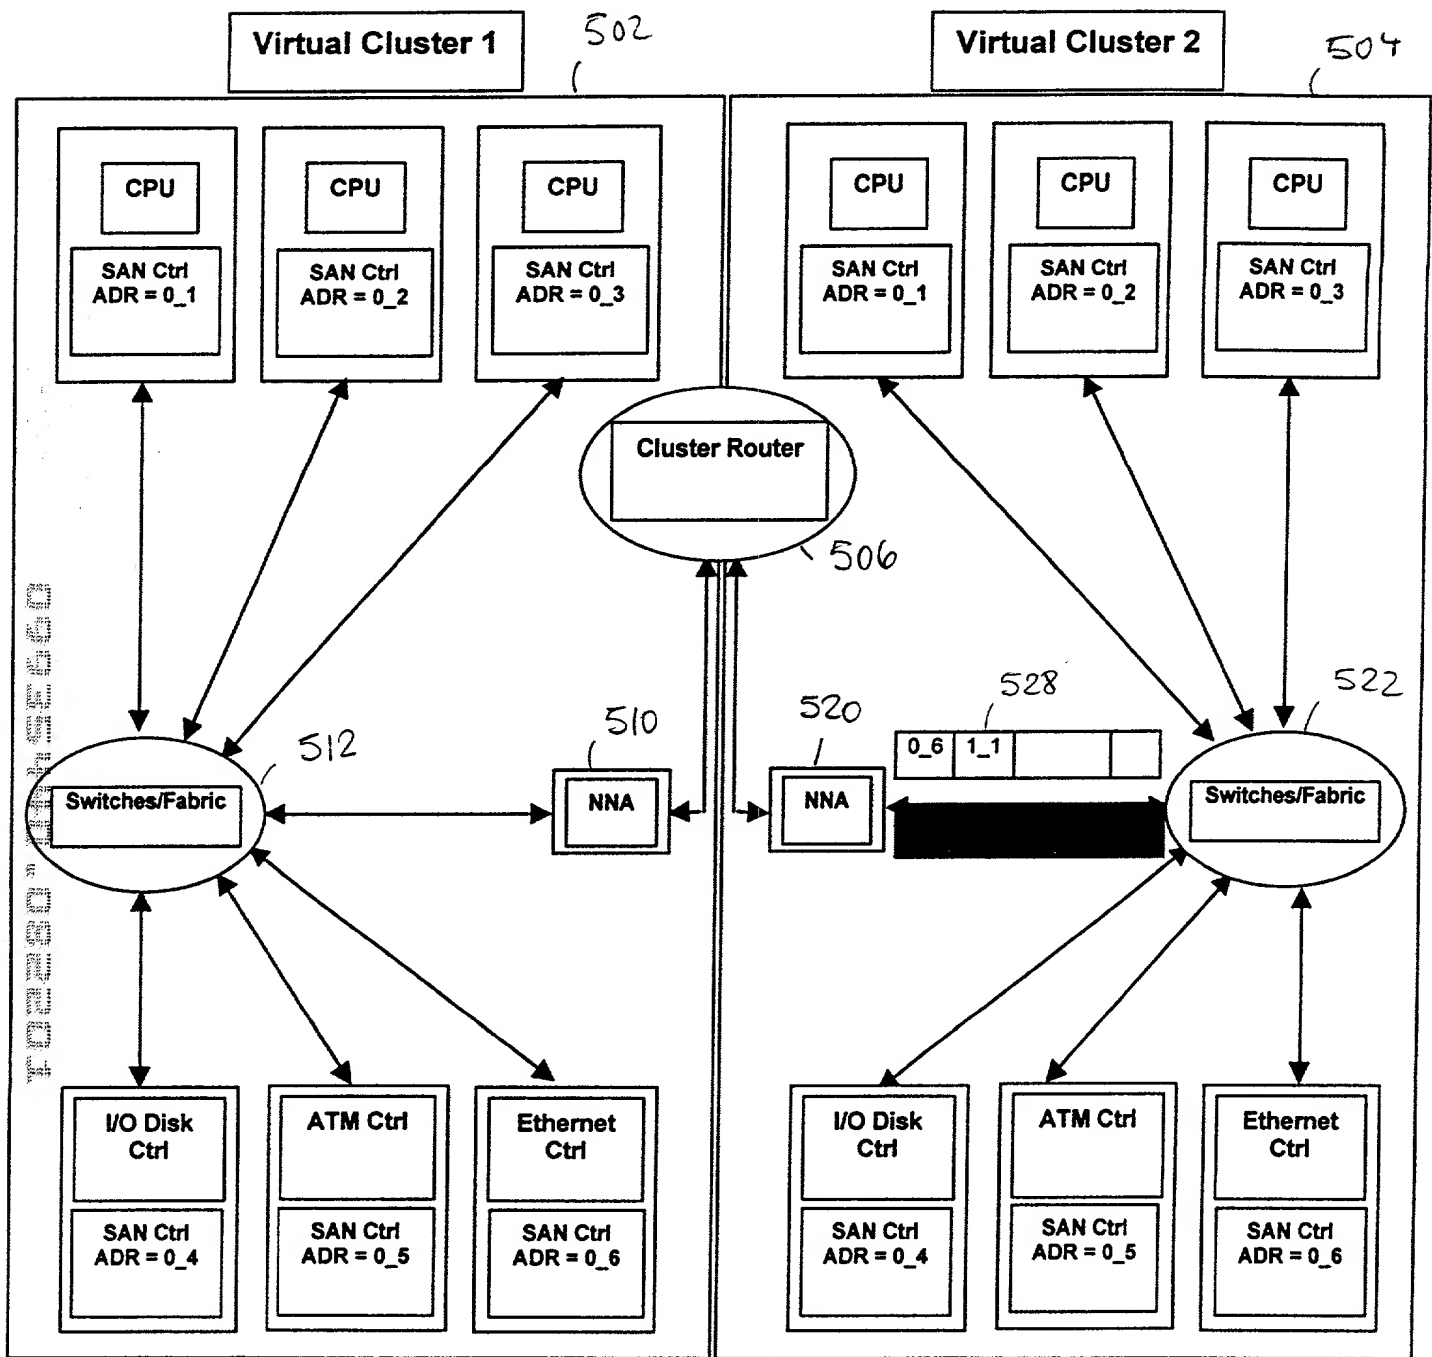 Virtual Cluster 1
502
Virtual Cluster 2
504
CPU
SAN Ctrl
ADR = 0_1
CPU
SAN Ctrl
ADR = 0_2
CPU
SAN Ctrl
ADR = 0_3
CPU
SAN Ctrl
ADR = 0_1
CPU
SAN Ctrl
ADR = 0_2
CPU
SAN Ctrl
ADR = 0_3
Cluster Router
506
512
Switches/Fabric
510
NNA
520
NNA
528
0_6 1_1
522
Switches/Fabric
I/O Disk
Ctrl
SAN Ctrl
ADR = 0_4
ATM Ctrl
SAN Ctrl
ADR = 0_5
Ethernet
Ctrl
SAN Ctrl
ADR = 0_6
I/O Disk
Ctrl
SAN Ctrl
ADR = 0_4
ATM Ctrl
SAN Ctrl
ADR = 0_5
Ethernet
Ctrl
SAN Ctrl
ADR = 0_6